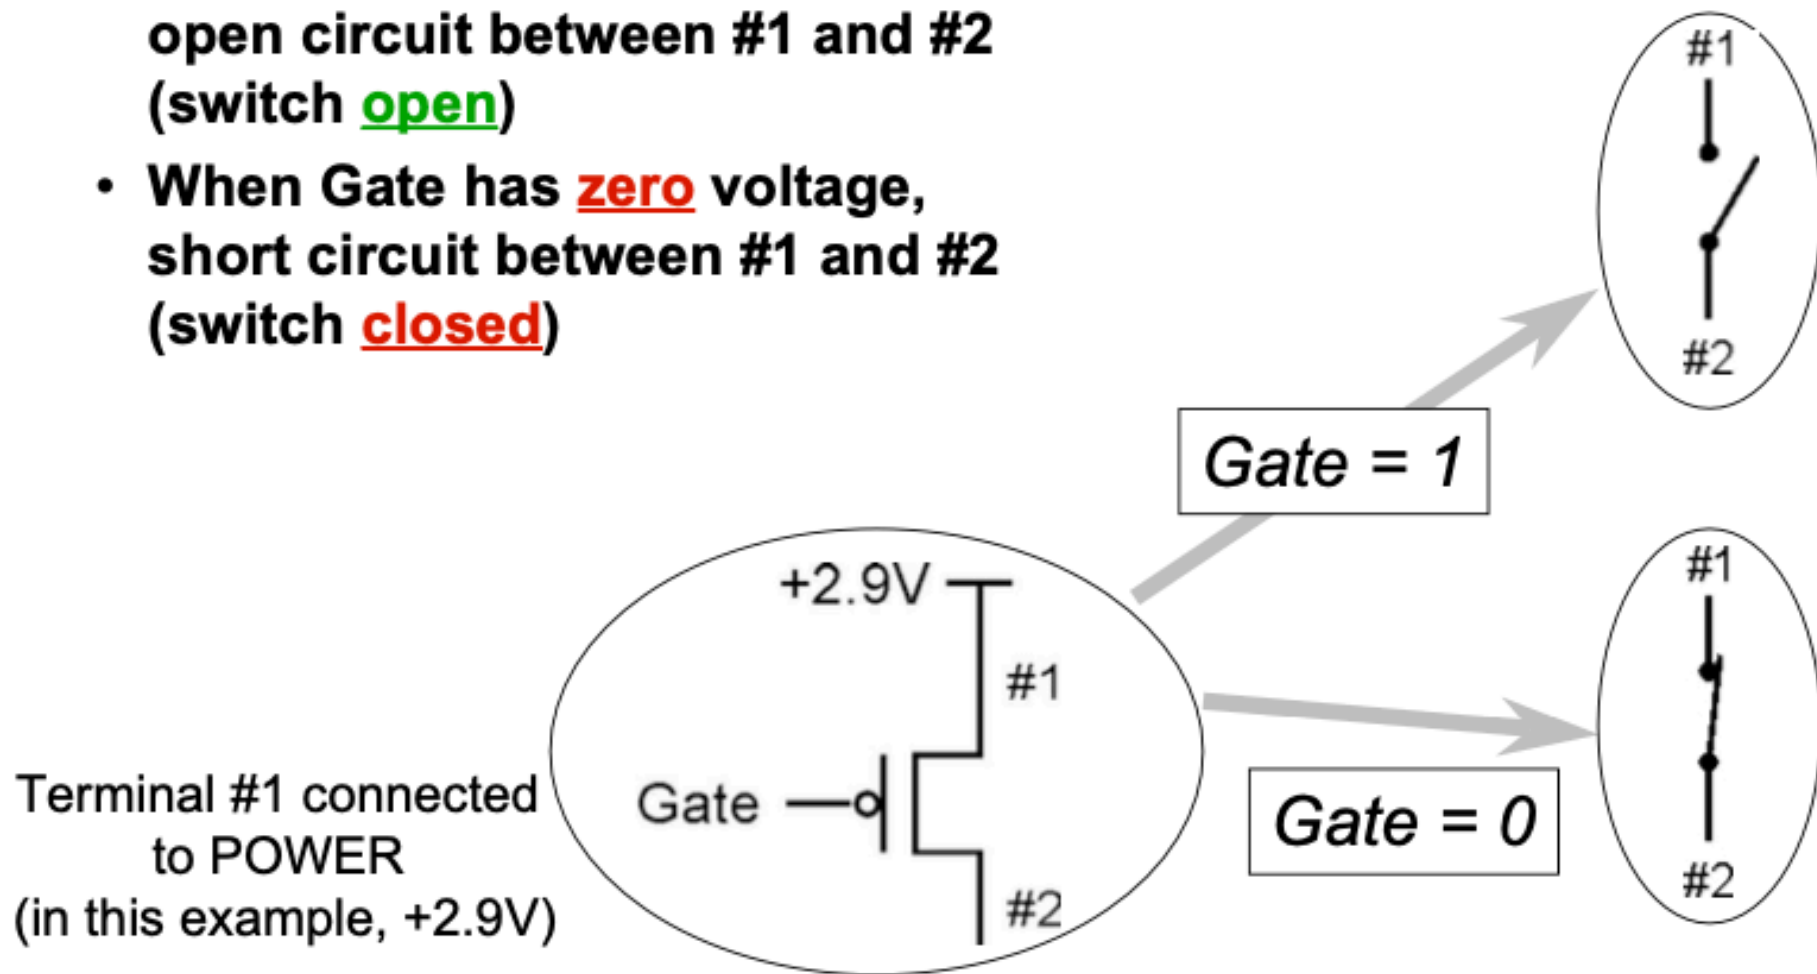 open circuit between #1 and #2
(switch open)
• When Gate has zero voltage,
short circuit between #1 and #2
(switch closed)
#1
#2
Gate = 1
+2.9V
#1
Gate
#2
Terminal #1 connected
to POWER
(in this example, +2.9V)
#1
Gate = 0
#2